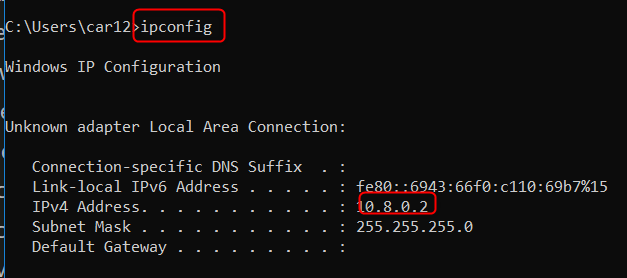 C:\Users\car12>ipconfig
Windows IP Configuration
Unknown adapter Local Area Connection:
Connection-specific DNS Suffix . :
Link-local IPv6 Address . . . . . : fe80::6943:66f0:c110:69b7%15
IPv4 Address. . . . . . . . . . . : 10.8.0.2
Subnet Mask . . . . . . . . . . . : 255.255.255.0
Default Gateway . . . . . . . . . :